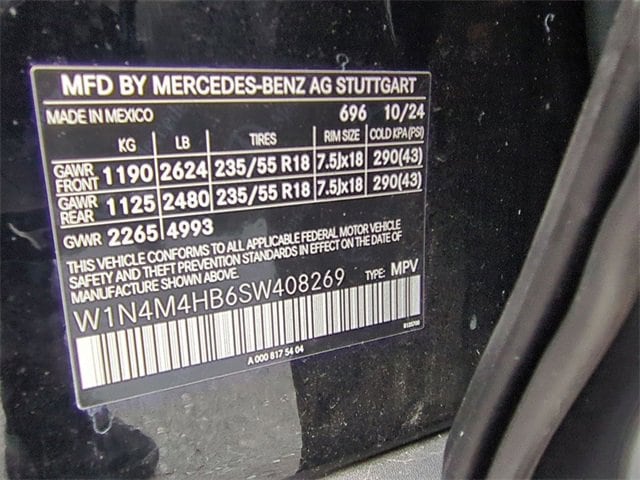 MFD BY MERCEDES-BENZ AG STUTTGART
MADE IN MEXICO 696 10/24
KG LB TIRES RIM SIZE COLD KPA(PSI)
GAWR FRONT 1190 2624 235/55 R18 7.5Jx18 290(43)
GAWR REAR 1125 2480 235/55 R18 7.5Jx18 290(43)
GVWR 2265 4993
THIS VEHICLE CONFORMS TO ALL APPLICABLE FEDERAL MOTOR VEHICLE
SAFETY AND THEFT PREVENTION STANDARDS IN EFFECT ON THE DATE OF
MANUFACTURE SHOWN ABOVE.
W1N4M4HB6SW408269 TYPE: MPV
A 000 817 54 04